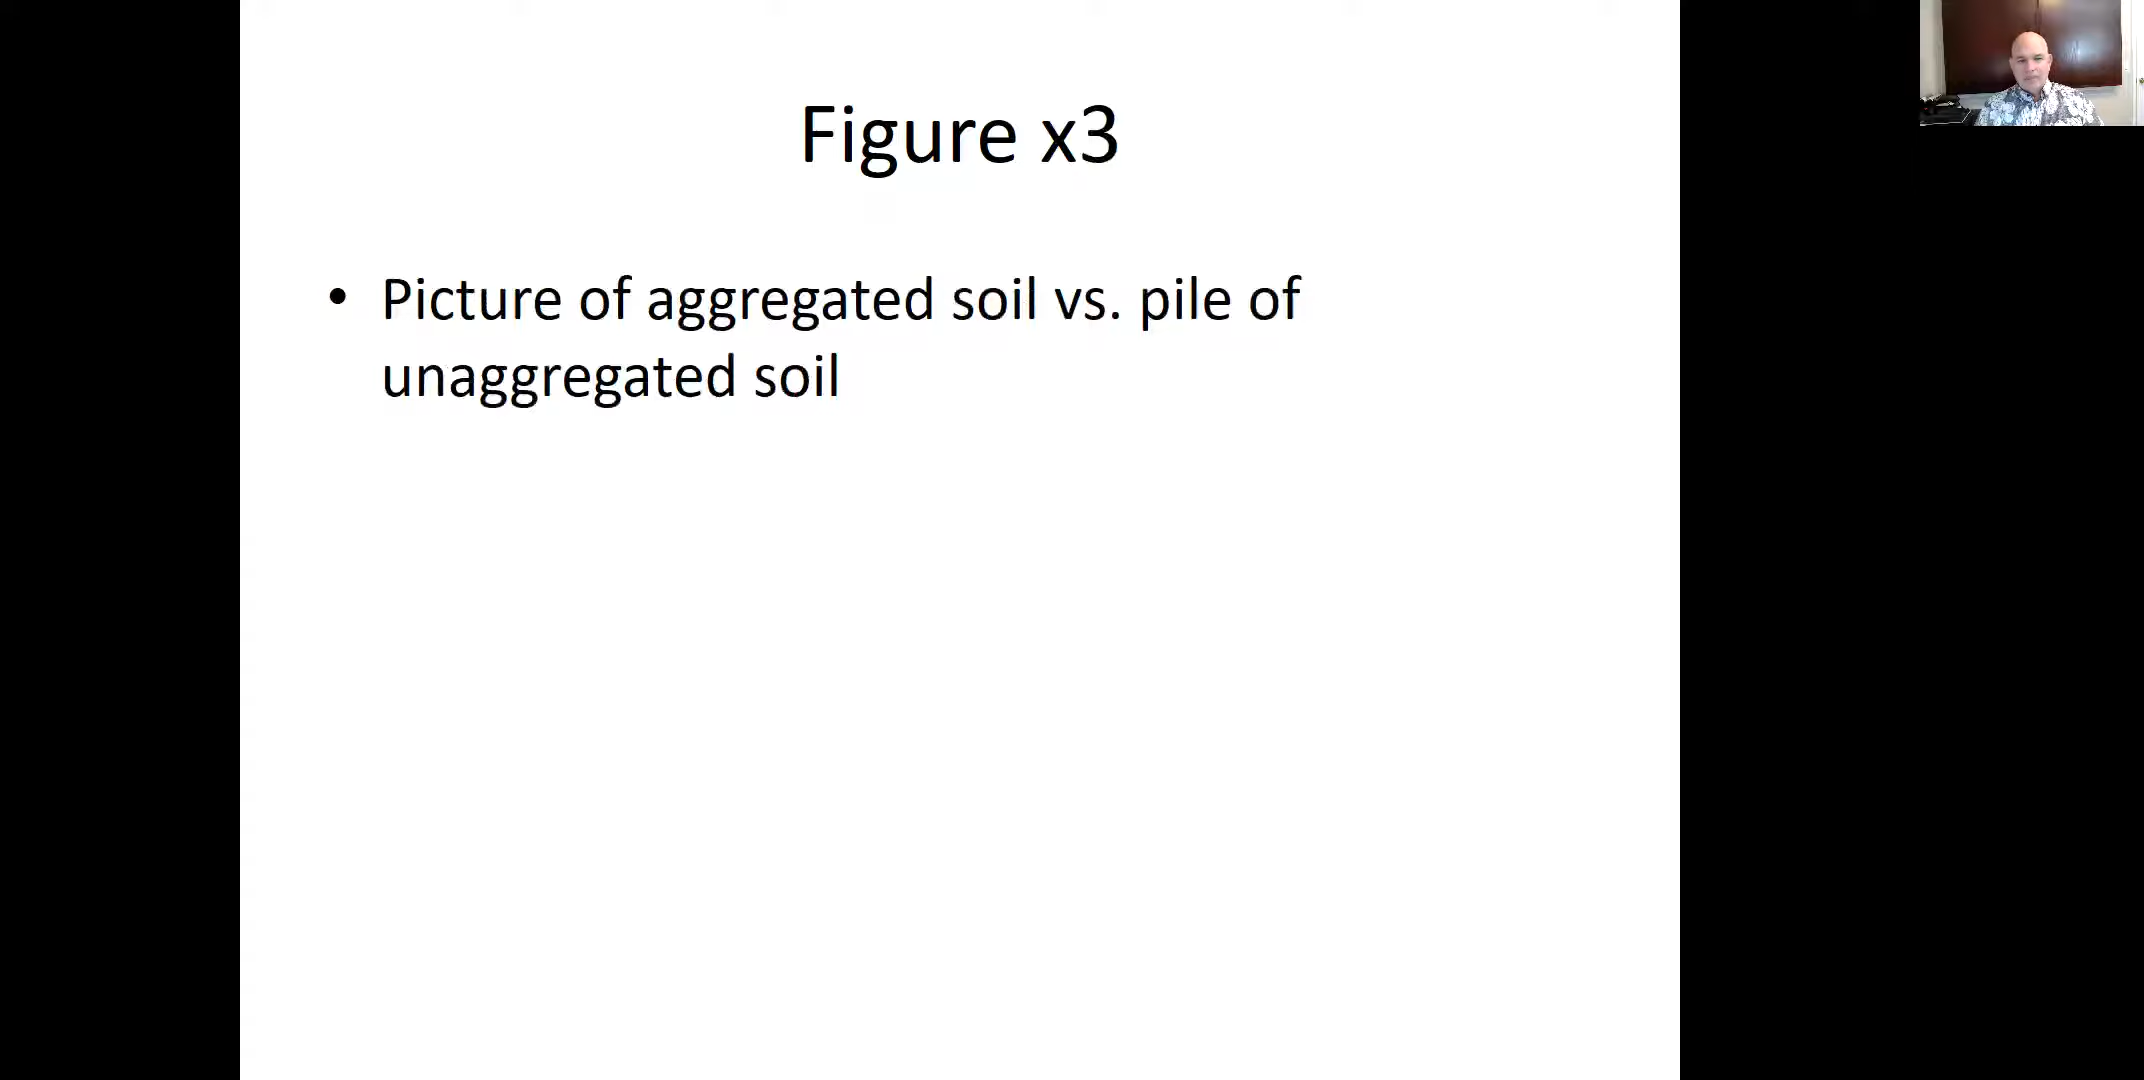 Figure x3
• Picture of aggregated soil vs. pile of
unaggregated soil